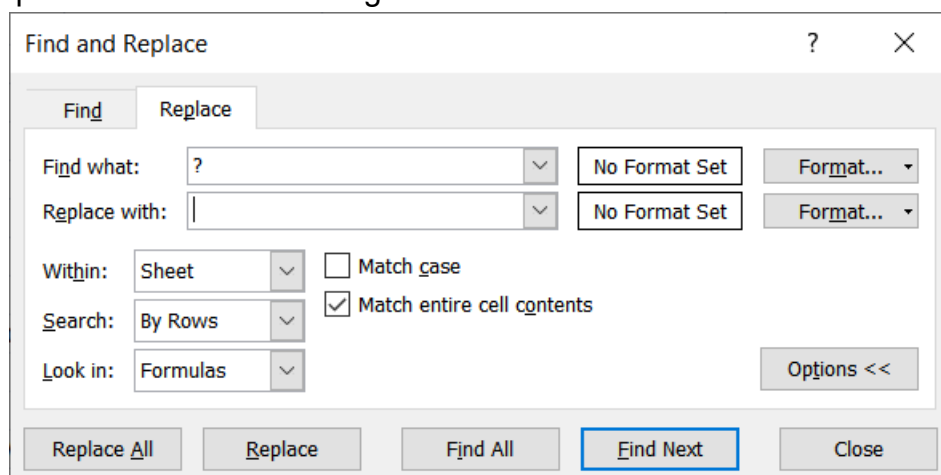 Find and Replace ?
Find Replace
Find what: ? No Format Set Format...
Replace with: No Format Set Format...
Within: Sheet Match case
Match entire cell contents
Search: By Rows
Look in: Formulas Options <<
Replace All Replace Find All Find Next Close